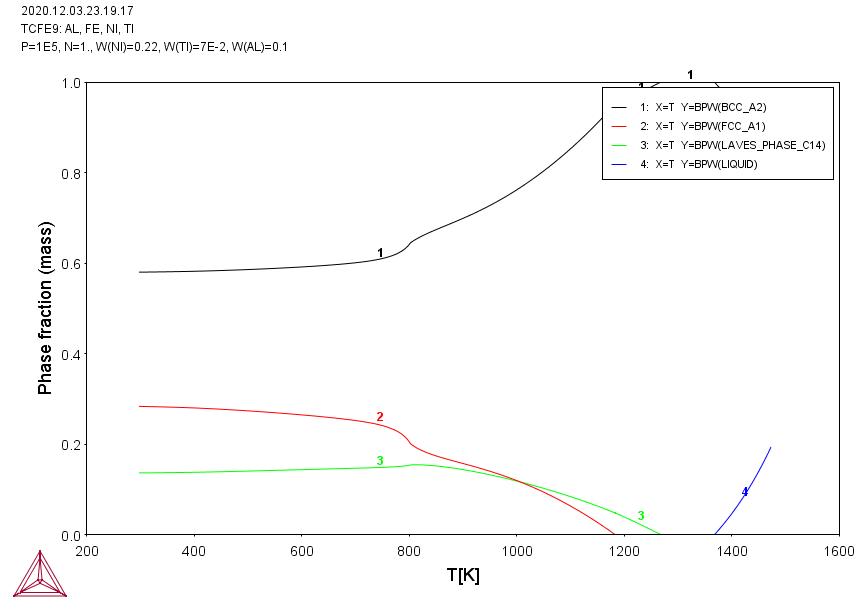 2020.12.03.23.19.17
TCFE9: AL, FE, NI, TI
P=1E5, N=1., W(NI)=0.22, W(TI)=7E-2, W(AL)=0.1
1
1
1: X=T Y=BPW(BCC_A2)
2: X=T Y=BPW(FCC_A1)
3: X=T Y=BPW(LAVES_PHASE_C14)
4: X=T Y=BPW(LIQUID)
1
2
3
3
4
Phase fraction (mass)
1.0
0.8
0.6
0.4
0.2
0.0
200 400 600 800 1000 1200 1400 1600
T[K]